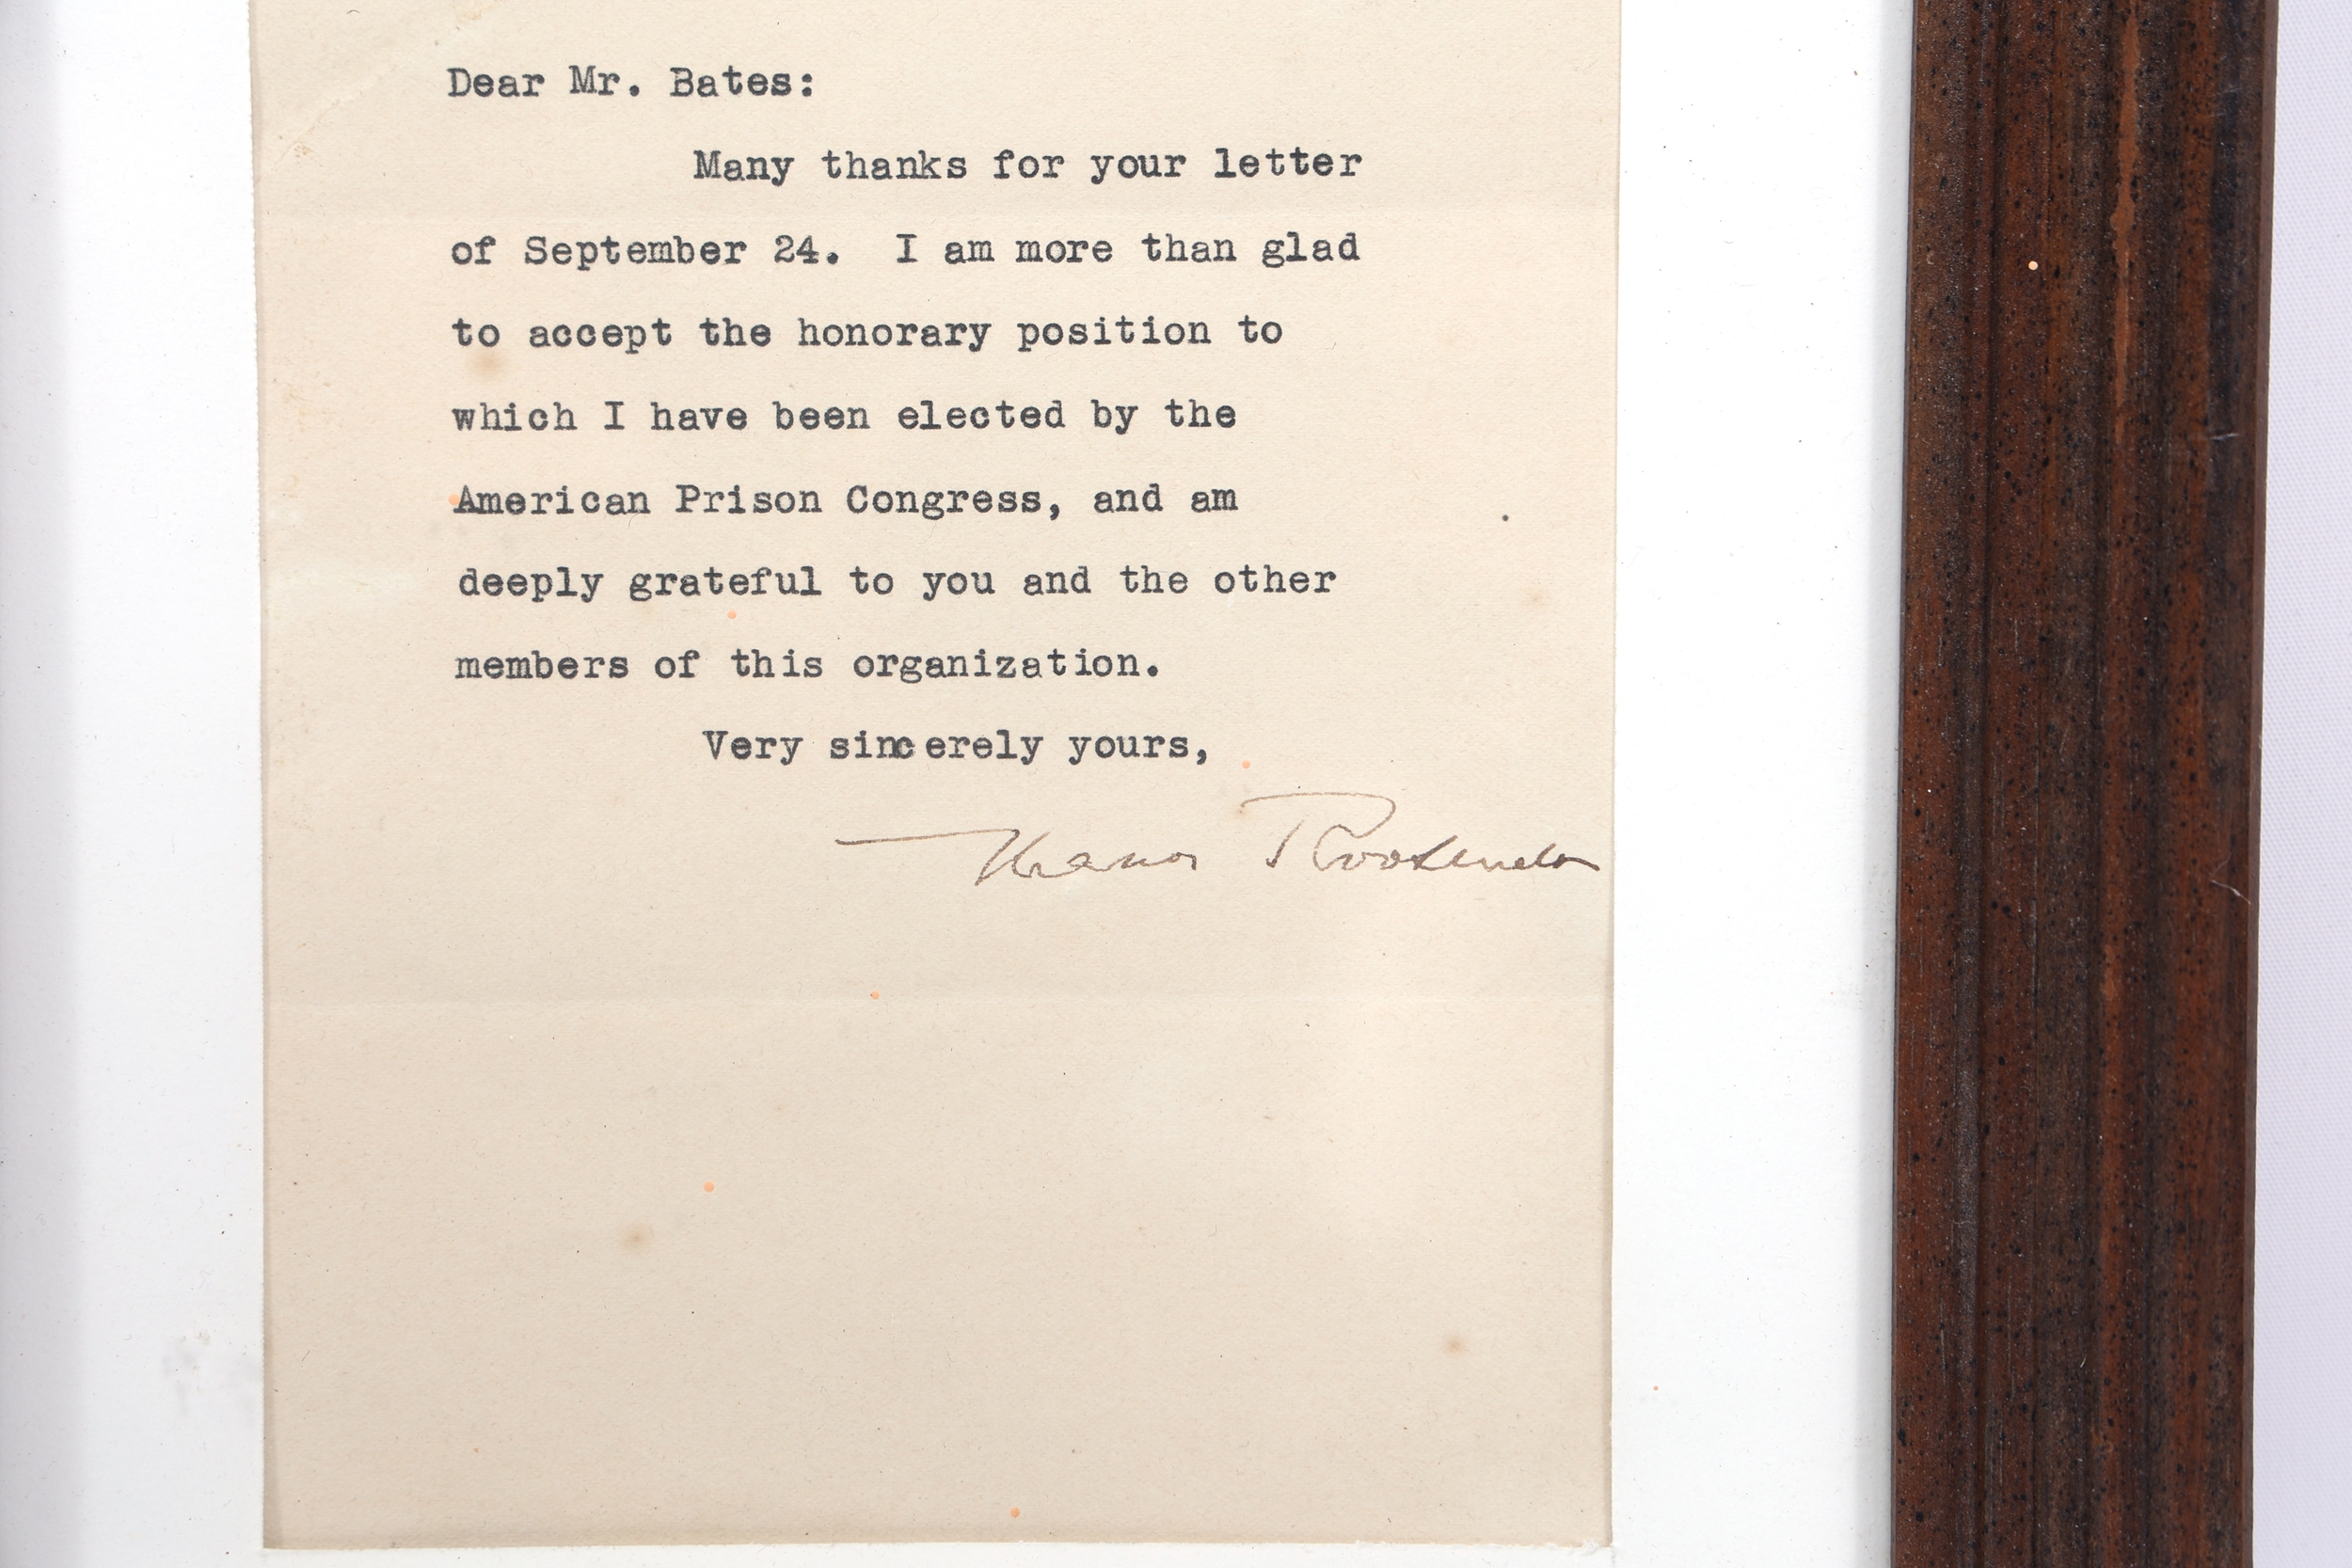 Dear Mr. Bates:
Many thanks for your letter
of September 24. I am more than glad
to accept the honorary position to
which I have been elected by the
American Prison Congress, and am
deeply grateful to you and the other
members of this organization.
Very sincerely yours,
Eleanor Roosevelt